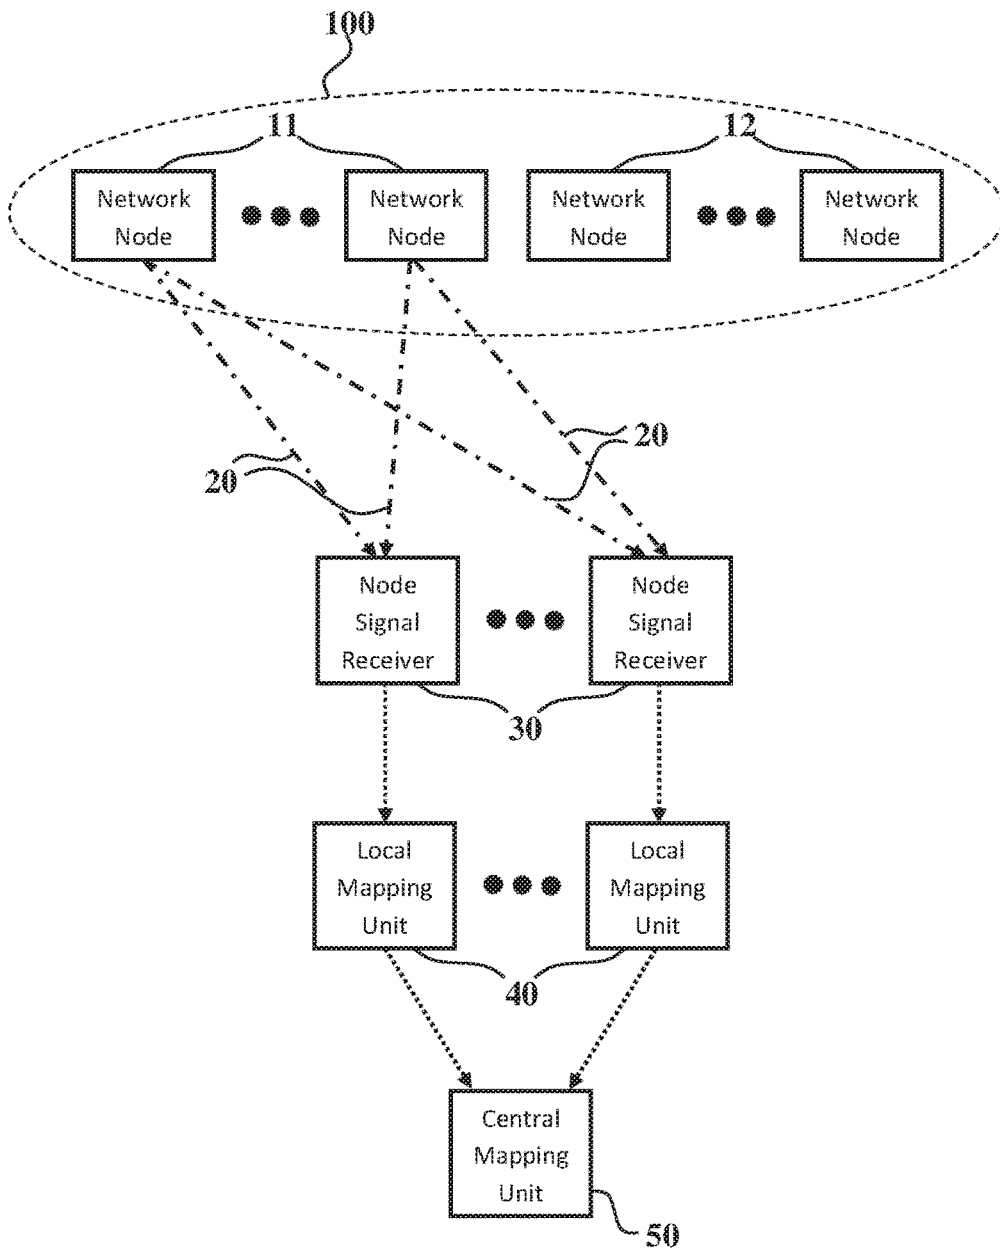 100
11
12
Network
Node
Network
Node
Network
Node
Network
Node
20
20
Node
Signal
Receiver
Node
Signal
Receiver
30
Local
Mapping
Unit
Local
Mapping
Unit
40
Central
Mapping
Unit
50